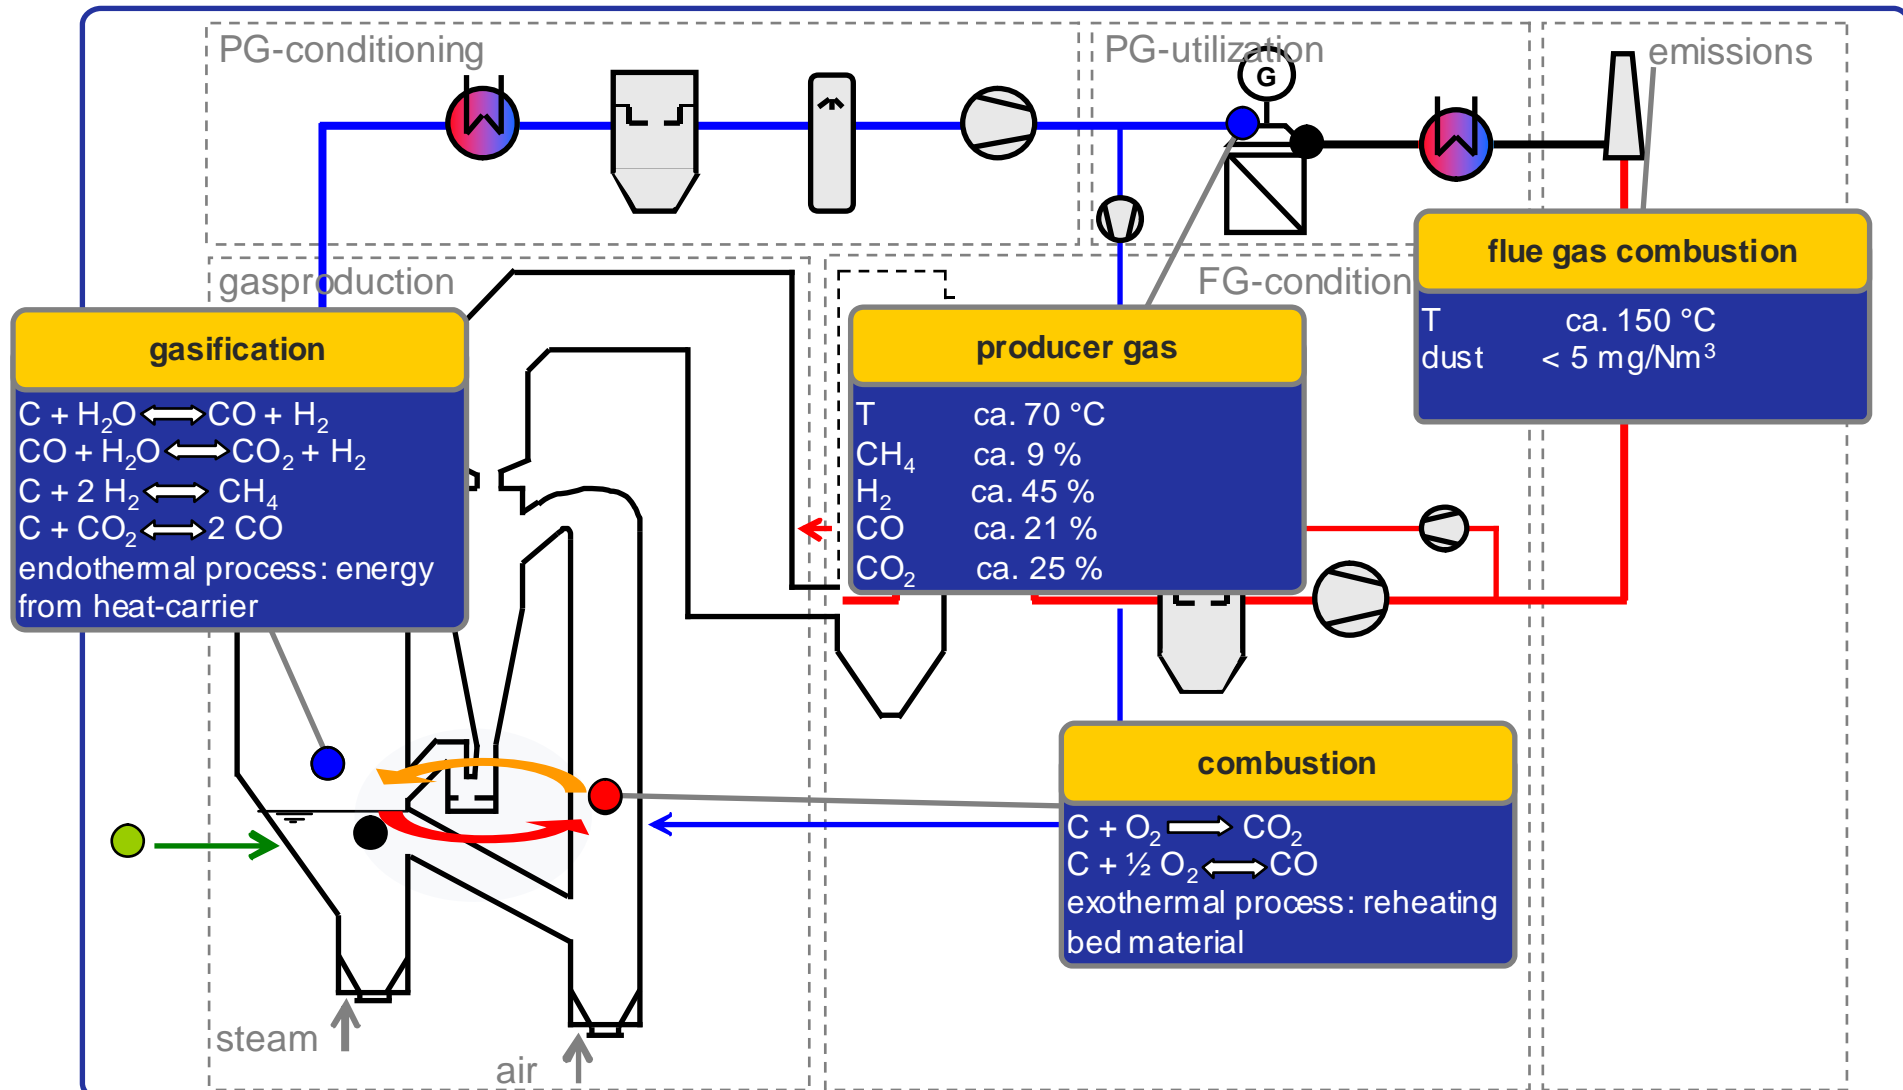 PG-conditioning
PG-utilization
emissions
G
gasproduction
FG-condition
flue gas combustion
T ca. 150 °C
dust < 5 mg/Nm³
gasification
C + H₂O ⟺ CO + H₂
CO + H₂O ⟺ CO₂ + H₂
C + 2 H₂ ⟺ CH₄
C + CO₂ ⟺ 2 CO
endothermal process: energy
from heat-carrier
producer gas
T ca. 70 °C
CH₄ ca. 9 %
H₂ ca. 45 %
CO ca. 21 %
CO₂ ca. 25 %
combustion
C + O₂ ⟹ CO₂
C + ½ O₂ ⟺ CO
exothermal process: reheating
bed material
steam
air